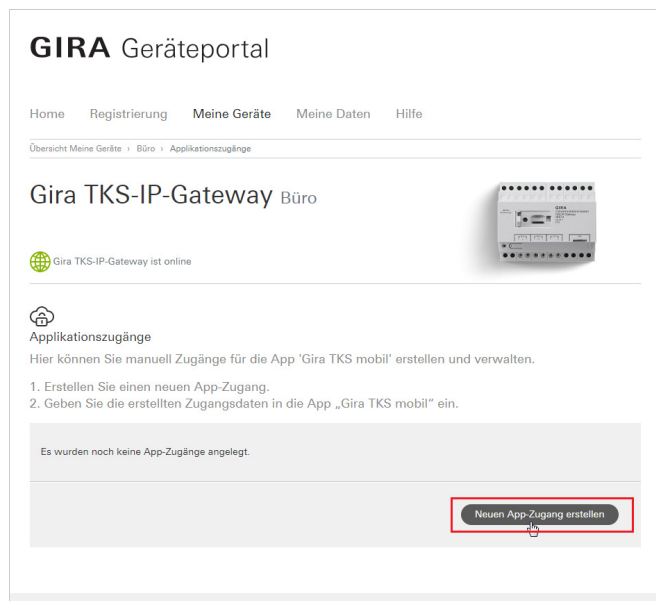 GIRA Geräteportal
Home Registrierung Meine Geräte Meine Daten Hilfe
Übersicht Meine Geräte › Büro › Applikationszugänge
Gira TKS-IP-Gateway Büro
GIRA
Gira TKS-IP-Gateway ist online
Applikationszugänge
Hier können Sie manuell Zugänge für die App 'Gira TKS mobil' erstellen und verwalten.
1. Erstellen Sie einen neuen App-Zugang.
2. Geben Sie die erstellten Zugangsdaten in die App „Gira TKS mobil" ein.
Es wurden noch keine App-Zugänge angelegt.
Neuen App-Zugang erstellen